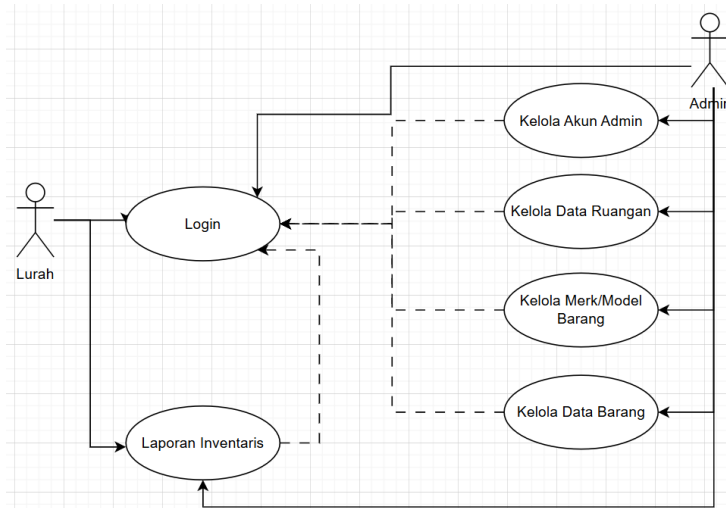 Admin
Kelola Akun Admin
Kelola Data Ruangan
Login
Lurah
Kelola Merk/Model
Barang
Kelola Data Barang
Laporan Inventaris